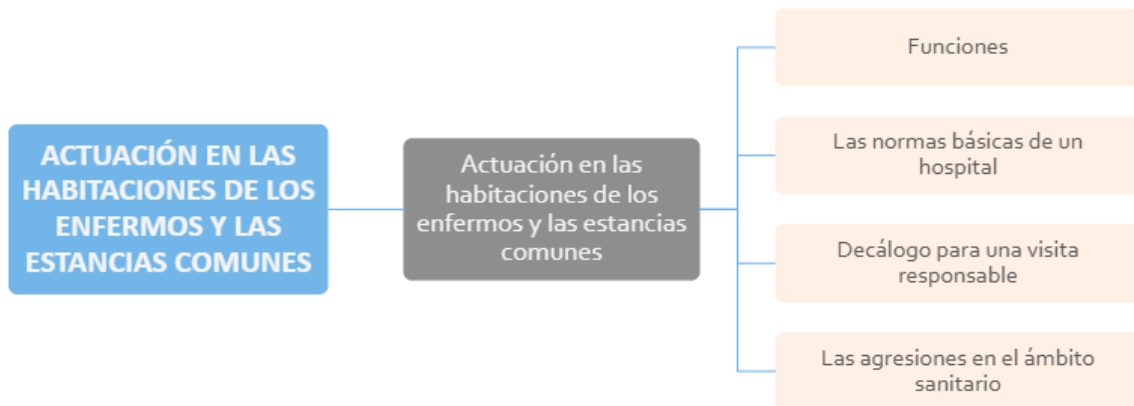 ACTUACIÓN EN LAS
HABITACIONES DE LOS
ENFERMOS Y LAS
ESTANCIAS COMUNES
Actuación en las
habitaciones de los
enfermos y las estancias
comunes
Funciones
Las normas básicas de un
hospital
Decálogo para una visita
responsable
Las agresiones en el ámbito
sanitario